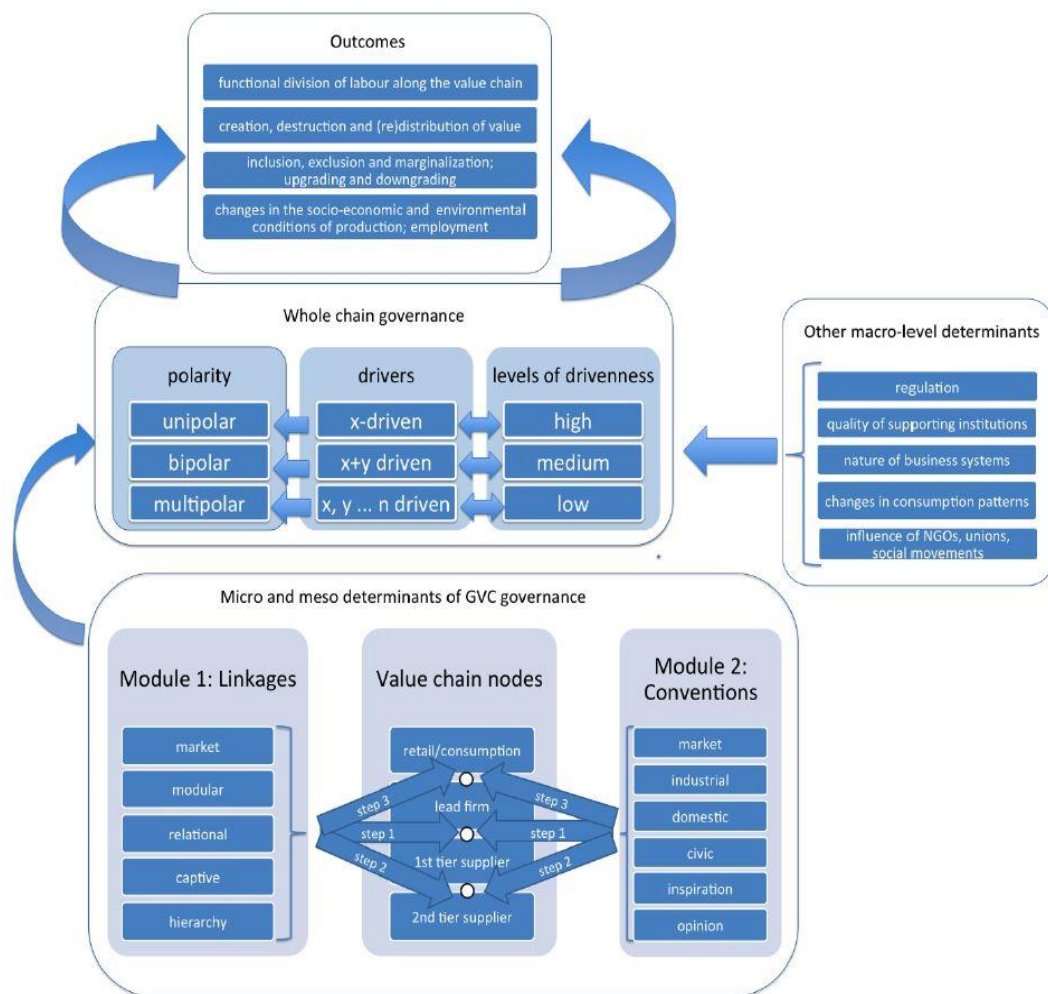 Outcomes
functional division of labour along the value chain
creation, destruction and (re)distribution of value
inclusion, exclusion and marginalization;
upgrading and downgrading
changes in the socio-economic and environmental
conditions of production; employment
Whole chain governance
polarity
unipolar
bipolar
multipolar
drivers
x-driven
x+y driven
x, y ... n driven
levels of drivenness
high
medium
low
Other macro-level determinants
regulation
quality of supporting institutions
nature of business systems
changes in consumption patterns
influence of NGOs, unions,
social movements
Micro and meso determinants of GVC governance
Module 1: Linkages
market
modular
relational
captive
hierarchy
Value chain nodes
retail/consumption
lead firm
1st tier supplier
2nd tier supplier
step 3
step 1
step 2
step 3
step 1
step 2
Module 2:
Conventions
market
industrial
domestic
civic
inspiration
opinion